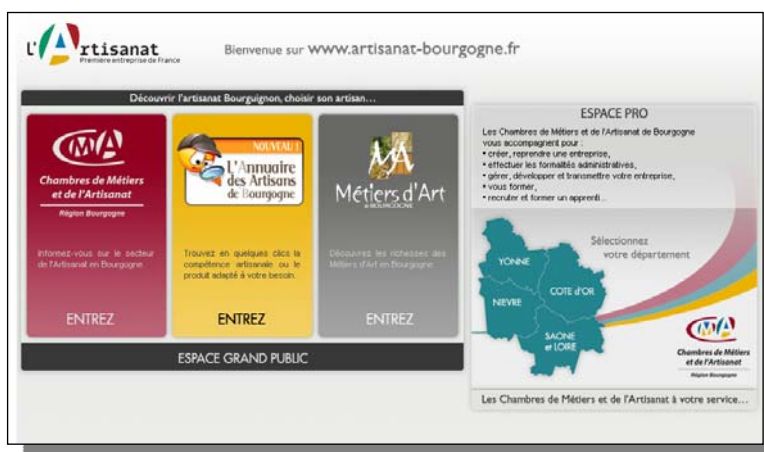 L'Artisanat
Première entreprise de France
Bienvenue sur www.artisanat-bourgogne.fr
Découvrir l'artisanat Bourguignon, choisir son artisan...
CMA
Chambres de Métiers
et de l'Artisanat
Région Bourgogne
Informez-vous sur le secteur
de l'Artisanat en Bourgogne.
ENTREZ
NOUVEAU !
L'Annuaire
des Artisans
de Bourgogne
Trouvez en quelques clics la
compétence artisanale ou le
produit adapté à votre besoin.
ENTREZ
MA
Métiers d'Art
en BOURGOGNE
Découvrez les richesses des
Métiers d'Art en Bourgogne.
ENTREZ
ESPACE GRAND PUBLIC
ESPACE PRO
Les Chambres de Métiers et de l'Artisanat de Bourgogne
vous accompagnent pour :
• créer, reprendre une entreprise,
• effectuer les formalités administratives,
• gérer, développer et transmettre votre entreprise,
• vous former,
• recruter et former un apprenti...
Sélectionnez
votre département
YONNE
COTE d'OR
NIEVRE
SAONE
et LOIRE
CMA
Chambres de Métiers
et de l'Artisanat
Région Bourgogne
Les Chambres de Métiers et de l'Artisanat à votre service...